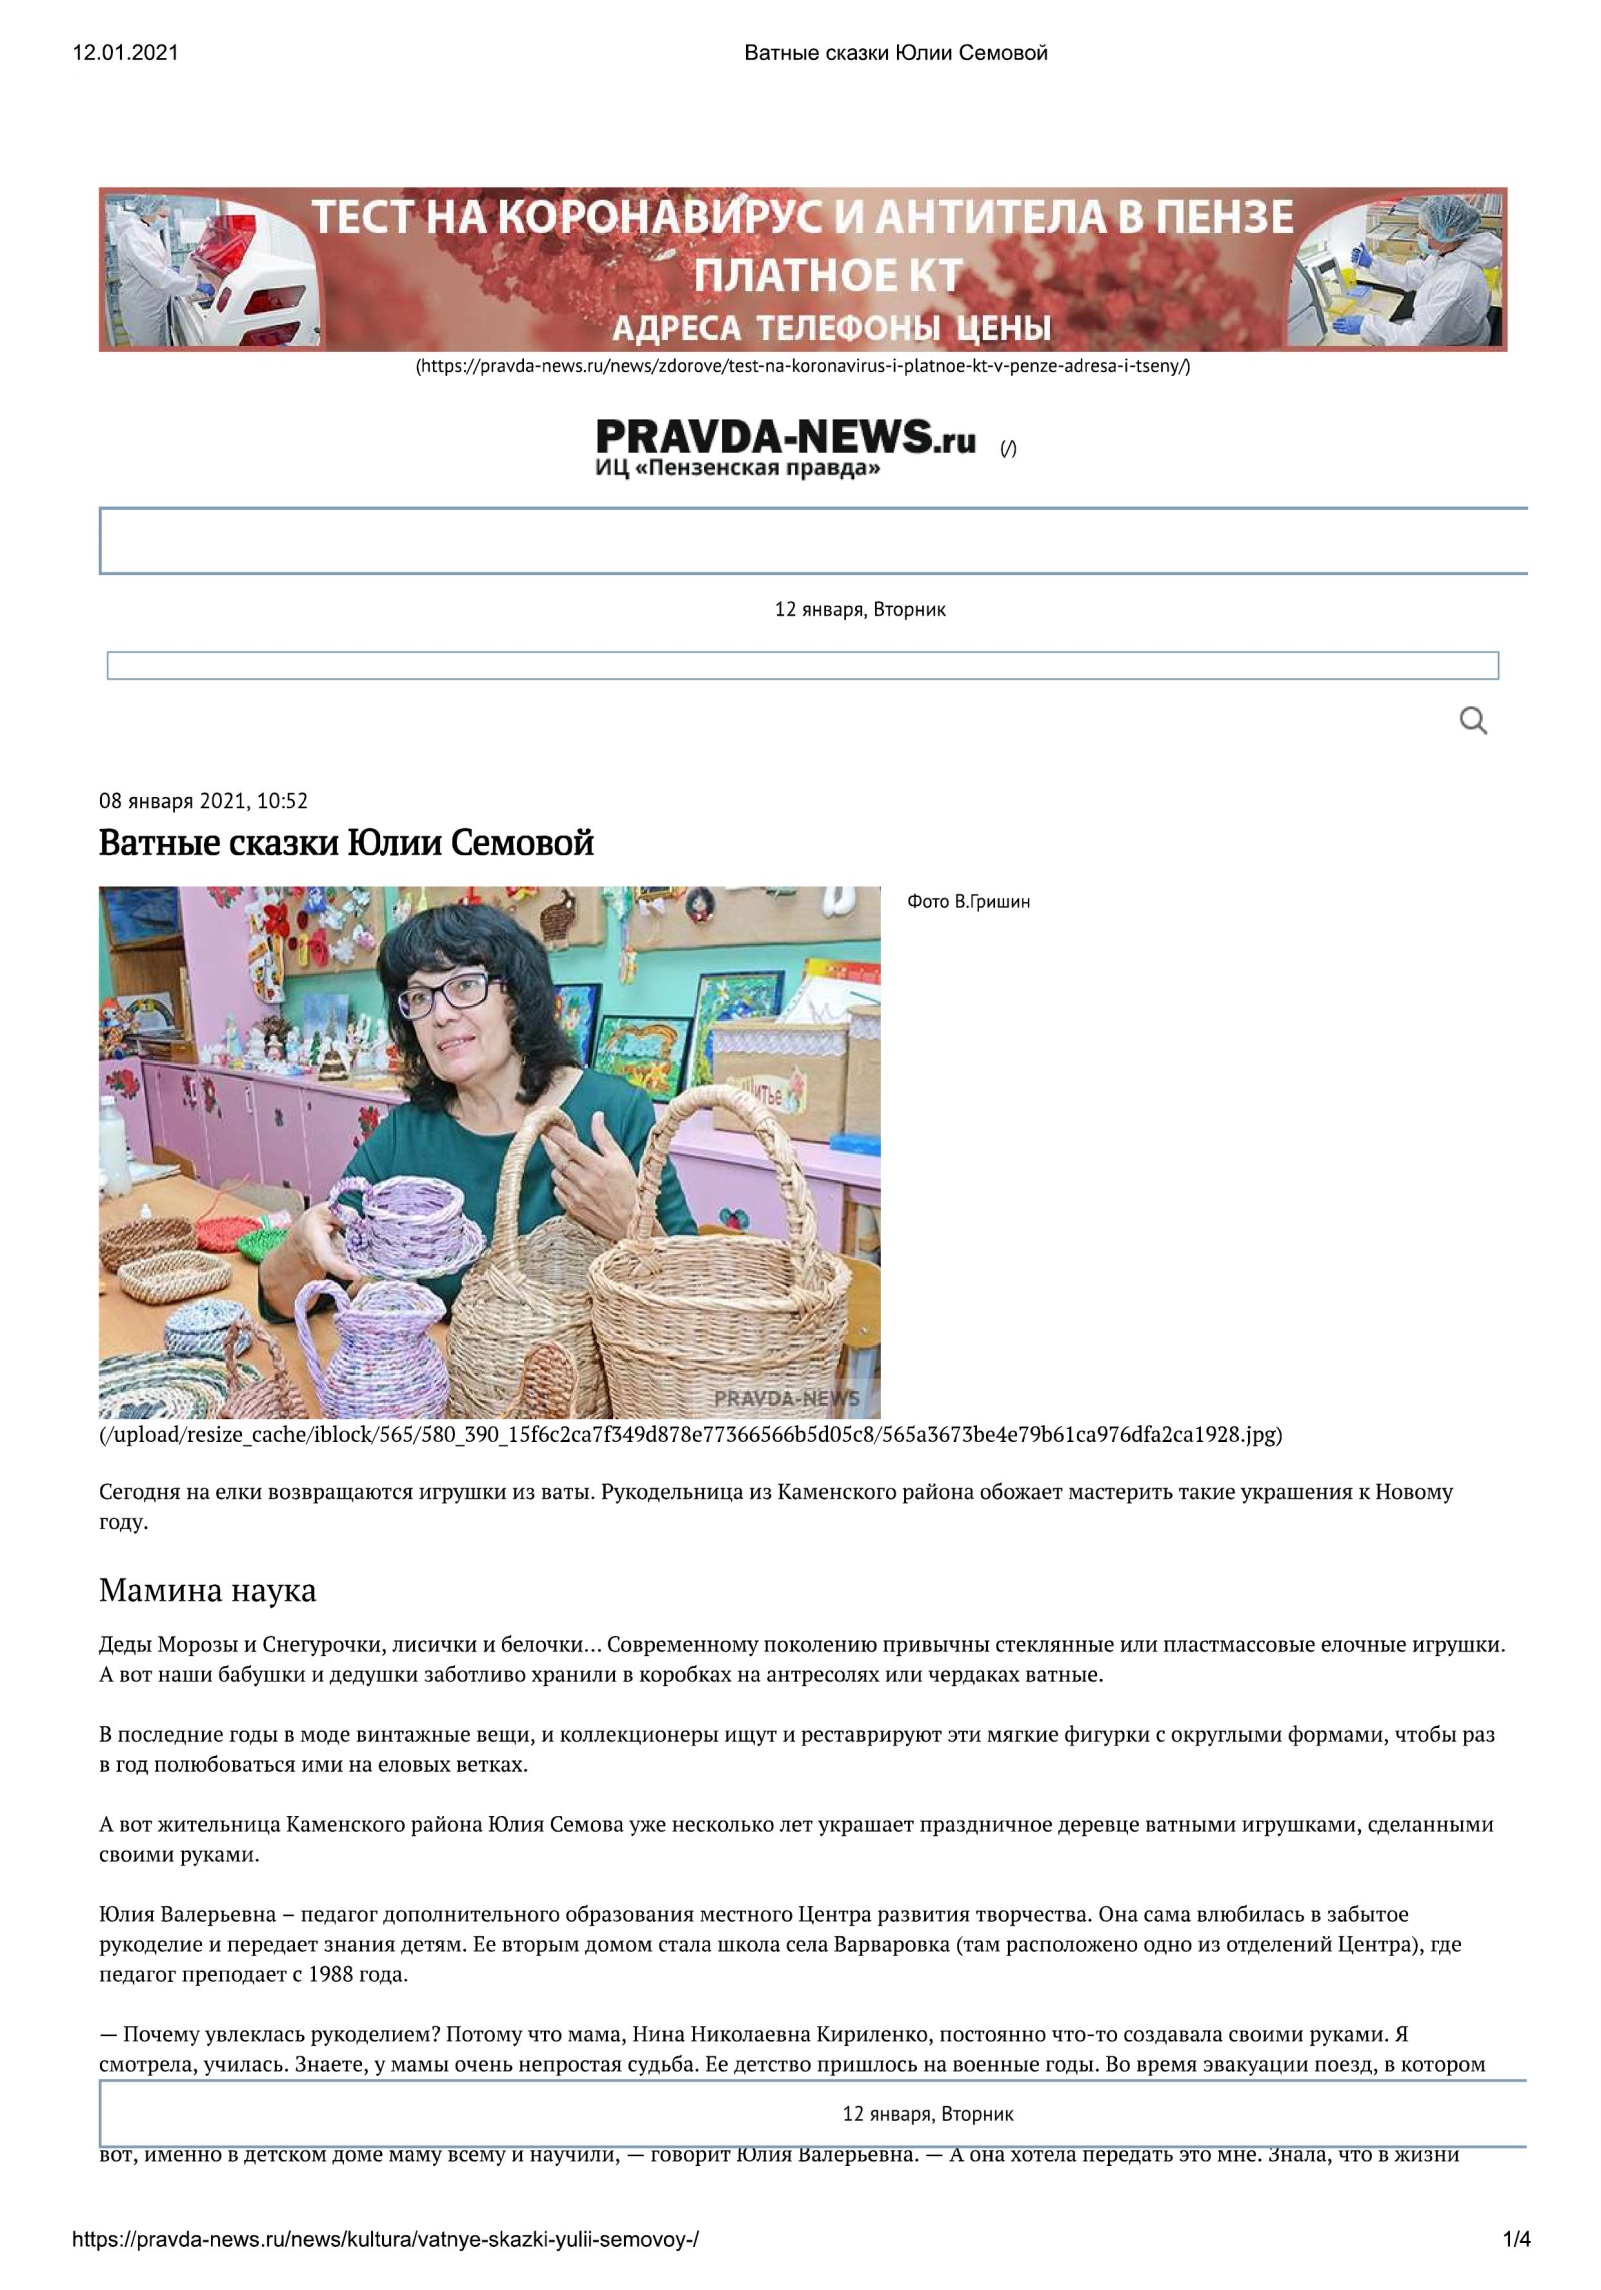 12.01.2021
Ватные сказки Юлии Семовой
ТЕСТ НА КОРОНАВИРУС И АНТИТЕЛА В ПЕНЗЕ
ПЛАТНОЕ КТ
АДРЕСА ТЕЛЕФОНЫ ЦЕНЫ
(https://pravda-news.ru/news/zdorove/test-na-koronavirus-i-platnoe-kt-v-penze-adresa-i-tseny/)
PRAVDA-NEWS.ru (/)
ИЦ «Пензенская правда»
12 января, Вторник
08 января 2021, 10:52
Ватные сказки Юлии Семовой
Фото В.Гришин
Шитье
PRAVDA-NEWS
(/upload/resize_cache/iblock/565/580_390_15f6c2ca7f349d878e77366566b5d05c8/565a3673be4e79b61ca976dfa2ca1928.jpg)
Сегодня на елки возвращаются игрушки из ваты. Рукодельница из Каменского района обожает мастерить такие украшения к Новому
году.
Мамина наука
Деды Морозы и Снегурочки, лисички и белочки... Современному поколению привычны стеклянные или пластмассовые елочные игрушки.
А вот наши бабушки и дедушки заботливо хранили в коробках на антресолях или чердаках ватные.
В последние годы в моде винтажные вещи, и коллекционеры ищут и реставрируют эти мягкие фигурки с округлыми формами, чтобы раз
в год полюбоваться ими на еловых ветках.
А вот жительница Каменского района Юлия Семова уже несколько лет украшает праздничное деревце ватными игрушками, сделанными
своими руками.
Юлия Валерьевна – педагог дополнительного образования местного Центра развития творчества. Она сама влюбилась в забытое
рукоделие и передает знания детям. Ее вторым домом стала школа села Варваровка (там расположено одно из отделений Центра), где
педагог преподает с 1988 года.
— Почему увлеклась рукоделием? Потому что мама, Нина Николаевна Кириленко, постоянно что-то создавала своими руками. Я
смотрела, училась. Знаете, у мамы очень непростая судьба. Ее детство пришлось на военные годы. Во время эвакуации поезд, в котором
12 января, Вторник
вот, именно в детском доме маму всему и научили, — говорит Юлия Валерьевна. — А она хотела передать это мне. Знала, что в жизни
https://pravda-news.ru/news/kultura/vatnye-skazki-yulii-semovoy-/
1/4